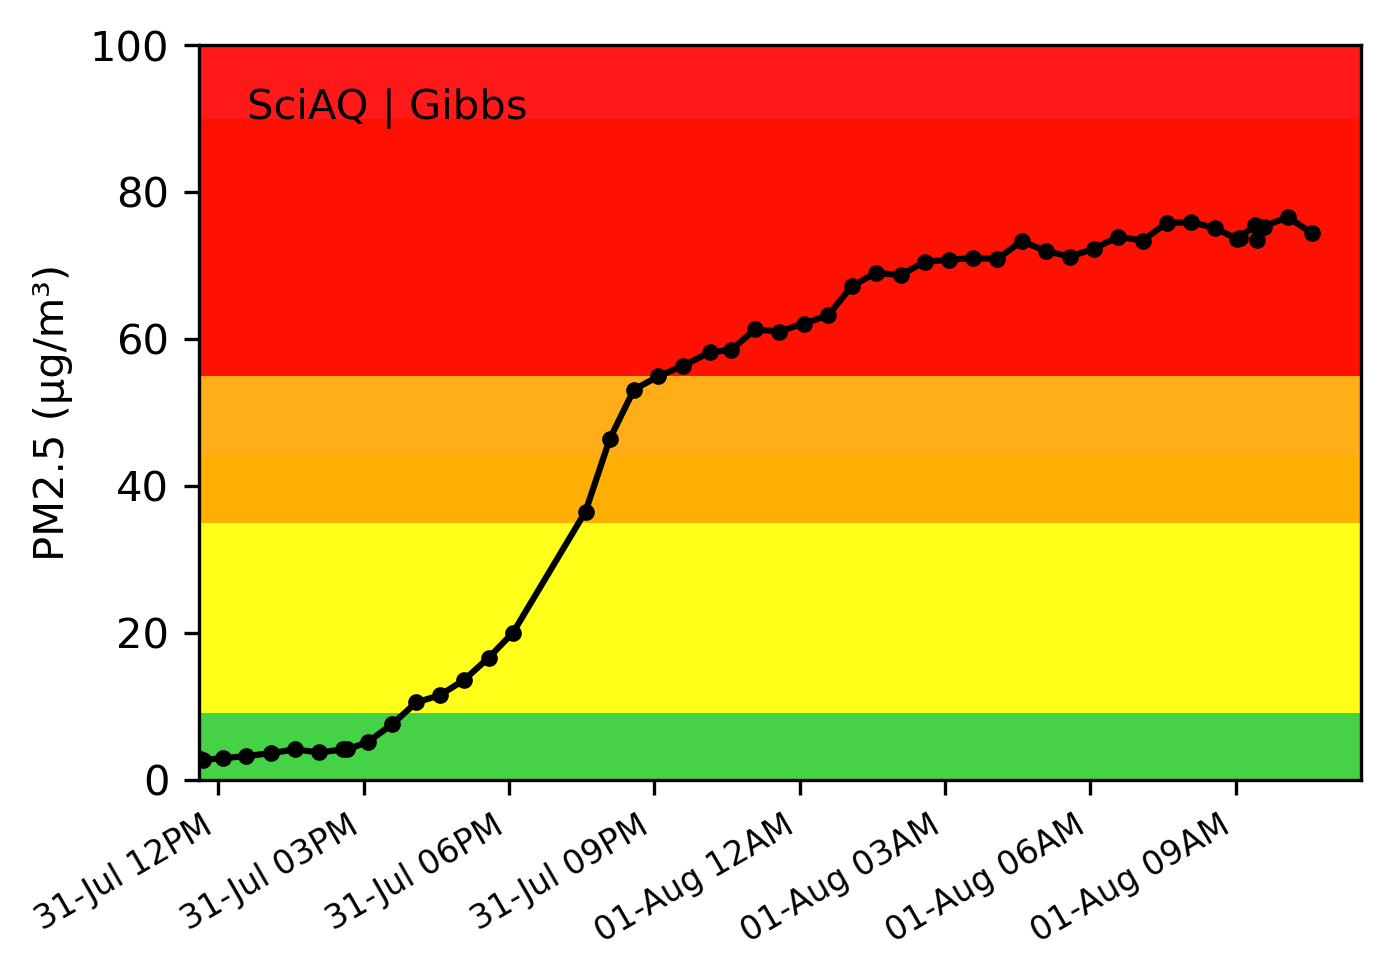 SciAQ | Gibbs
PM2.5 (µg/m³)
100
80
60
40
20
0
31-Jul 12PM
31-Jul 03PM
31-Jul 06PM
31-Jul 09PM
01-Aug 12AM
01-Aug 03AM
01-Aug 06AM
01-Aug 09AM